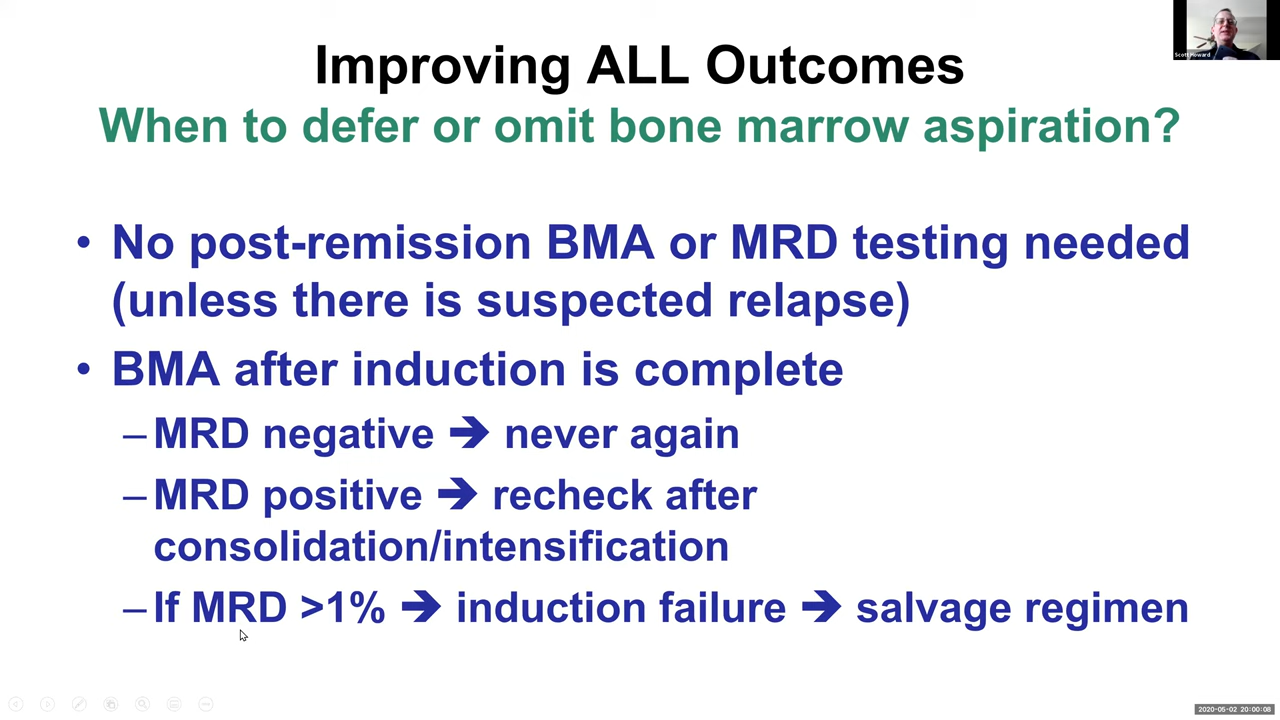 Scott Howard
Improving ALL Outcomes
When to defer or omit bone marrow aspiration?
• No post-remission BMA or MRD testing needed
(unless there is suspected relapse)
• BMA after induction is complete
– MRD negative ➔ never again
– MRD positive ➔ recheck after
consolidation/intensification
– If MRD >1% ➔ induction failure ➔ salvage regimen
2020-05-02 20:00:08